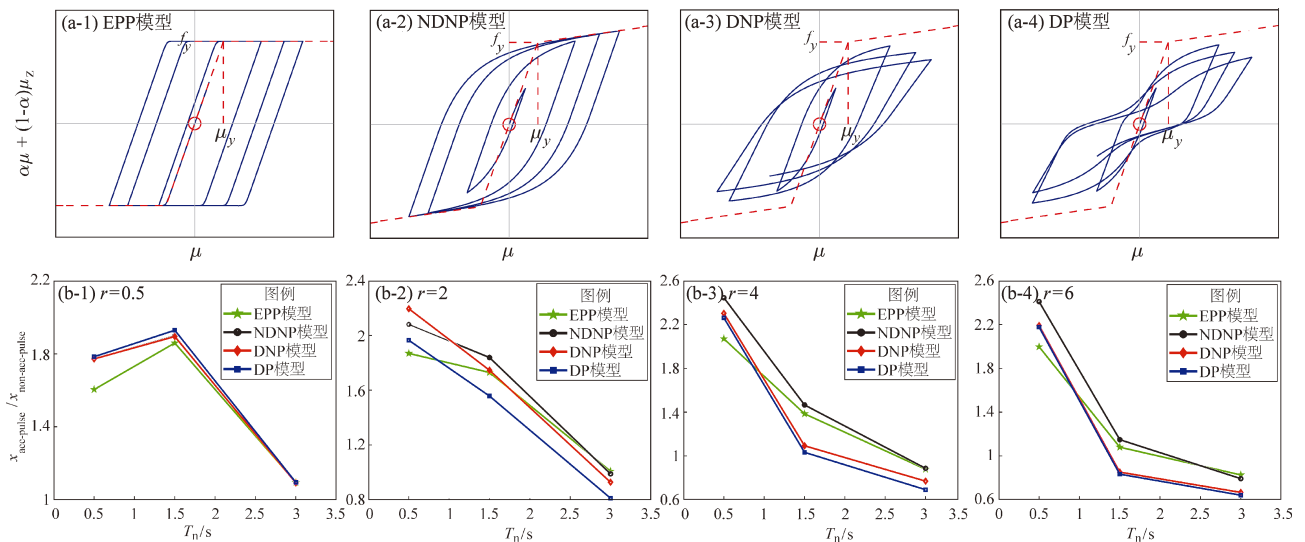 (a-1) EPP模型
(a-2) NDNP模型
(a-3) DNP模型
(a-4) DP模型
αμ + (1-α)μz
f_y
μ_y
f_y
μ_y
f_y
μ_y
f_y
μ_y
μ
μ
μ
μ
(b-1) r=0.5
x_acc-pulse / x_non-acc-pulse
2.2
1.8
1.4
1
图例
EPP模型
NDNP模型
DNP模型
DP模型
0 0.5 1 1.5 2 2.5 3 3.5
T_n/s
(b-2) r=2
2.4
2
1.6
1.2
0.8
图例
EPP模型
NDNP模型
DNP模型
DP模型
0 0.5 1 1.5 2 2.5 3 3.5
T_n/s
(b-3) r=4
2.6
2.2
1.8
1.4
1
0.6
图例
EPP模型
NDNP模型
DNP模型
DP模型
0 0.5 1 1.5 2 2.5 3 3.5
T_n/s
(b-4) r=6
2.6
2.2
1.8
1.4
1
0.6
图例
EPP模型
NDNP模型
DNP模型
DP模型
0 0.5 1 1.5 2 2.5 3 3.5
T_n/s